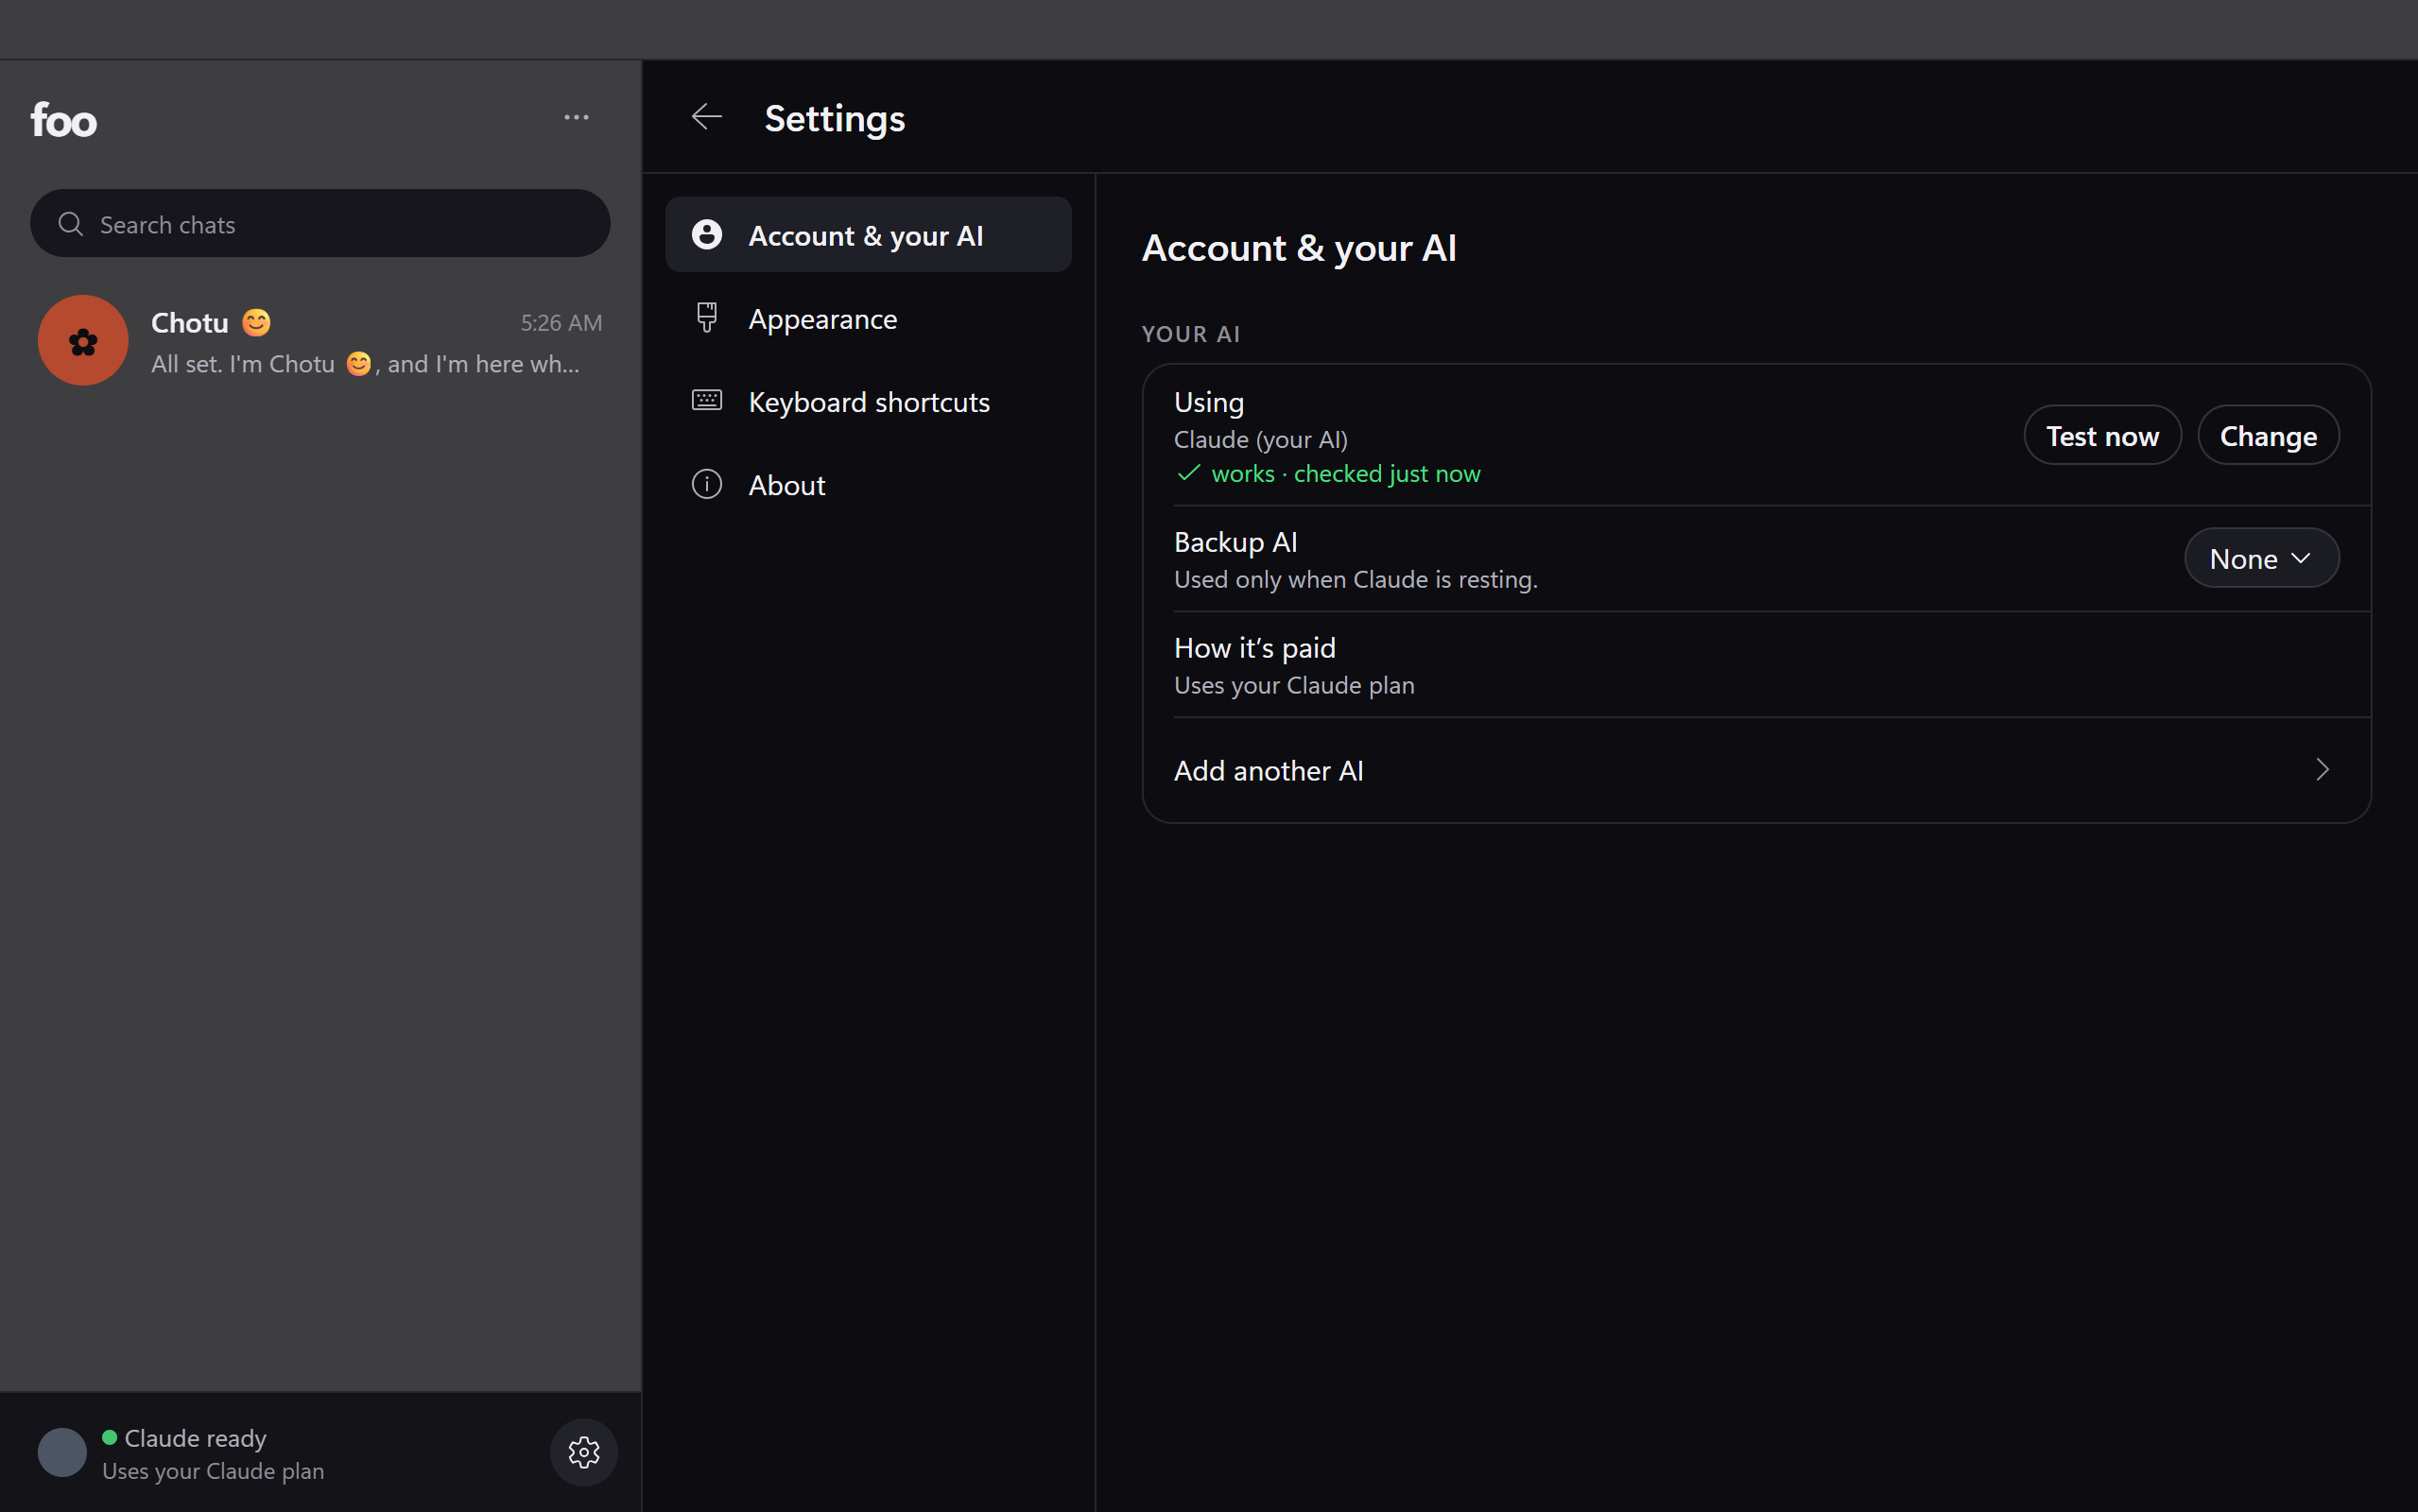 foo
Search chats
Chotu 😊
5:26 AM
All set. I'm Chotu 😊, and I'm here wh...
Claude ready
Uses your Claude plan
Settings
Account & your AI
Appearance
Keyboard shortcuts
About
Account & your AI
YOUR AI
Using
Claude (your AI)
works · checked just now
Test now
Change
Backup AI
Used only when Claude is resting.
None
How it’s paid
Uses your Claude plan
Add another AI